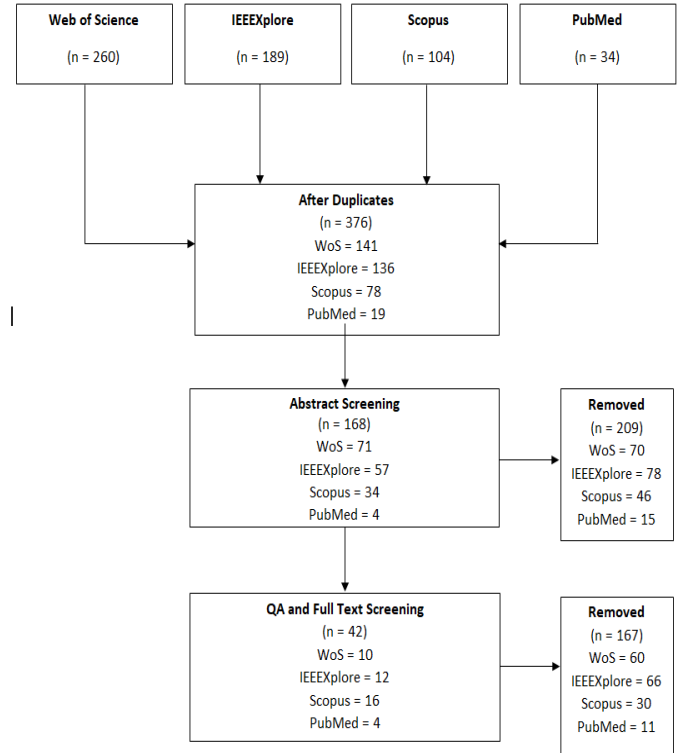 Web of Science
(n = 260)
IEEEXplore
(n = 189)
Scopus
(n = 104)
PubMed
(n = 34)
After Duplicates
(n = 376)
WoS = 141
IEEEXplore = 136
Scopus = 78
PubMed = 19
Abstract Screening
(n = 168)
WoS = 71
IEEEXplore = 57
Scopus = 34
PubMed = 4
Removed
(n = 209)
WoS = 70
IEEEXplore = 78
Scopus = 46
PubMed = 15
QA and Full Text Screening
(n = 42)
WoS = 10
IEEEXplore = 12
Scopus = 16
PubMed = 4
Removed
(n = 167)
WoS = 60
IEEEXplore = 66
Scopus = 30
PubMed = 11